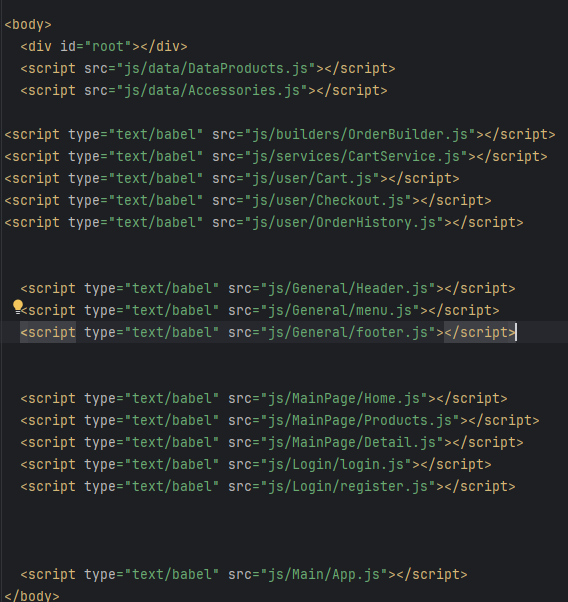 <body>
<div id="root"></div>
<script src="js/data/DataProducts.js"></script>
<script src="js/data/Accessories.js"></script>
<script type="text/babel" src="js/builders/OrderBuilder.js"></script>
<script type="text/babel" src="js/services/CartService.js"></script>
<script type="text/babel" src="js/user/Cart.js"></script>
<script type="text/babel" src="js/user/Checkout.js"></script>
<script type="text/babel" src="js/user/OrderHistory.js"></script>
<script type="text/babel" src="js/General/Header.js"></script>
<script type="text/babel" src="js/General/menu.js"></script>
<script type="text/babel" src="js/General/footer.js"></script>
<script type="text/babel" src="js/MainPage/Home.js"></script>
<script type="text/babel" src="js/MainPage/Products.js"></script>
<script type="text/babel" src="js/MainPage/Detail.js"></script>
<script type="text/babel" src="js/Login/login.js"></script>
<script type="text/babel" src="js/Login/register.js"></script>
<script type="text/babel" src="js/Main/App.js"></script>
</body>